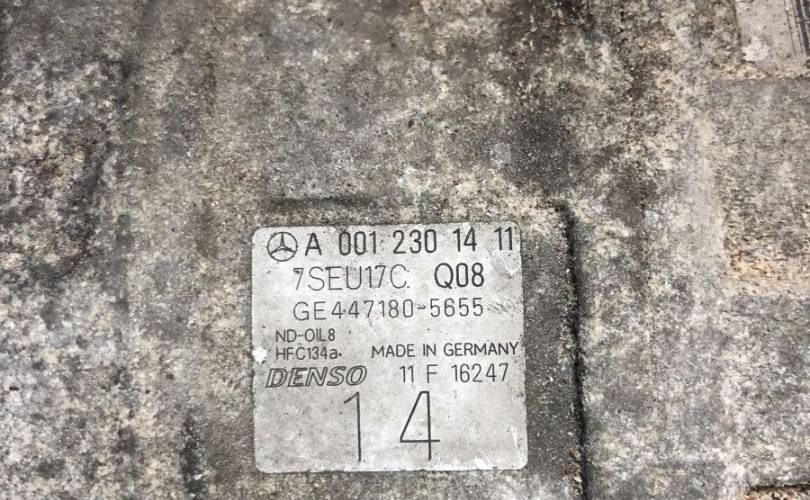 A 001 230 14 11
7SEU17C. Q08
GE447180-5655
ND-OIL8
HFC134a. MADE IN GERMANY
DENSO 11 F 16247
14